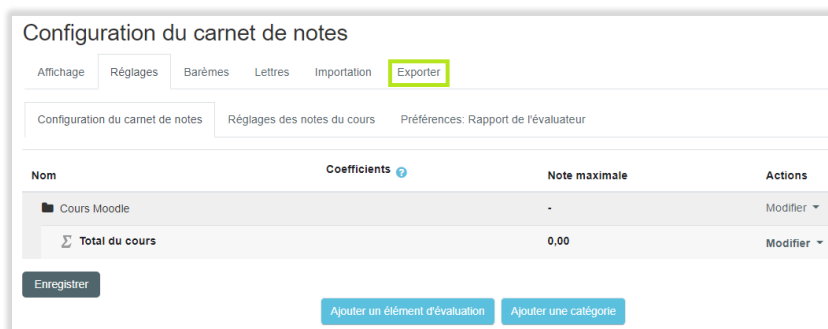 Configuration du carnet de notes
Affichage Réglages Barèmes Lettres Importation Exporter
Configuration du carnet de notes Réglages des notes du cours Préférences: Rapport de l'évaluateur
Nom Coefficients ? Note maximale Actions
Cours Moodle - Modifier
Σ Total du cours 0,00 Modifier
Enregistrer
Ajouter un élément d'évaluation Ajouter une catégorie